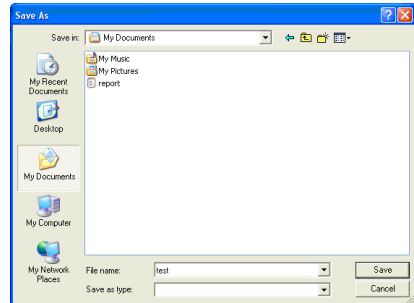 Save As
Save in: My Documents
My Music
My Pictures
report
My Recent
Documents
Desktop
My Documents
My Computer
My Network
Places
File name: test Save
Save as type: Cancel